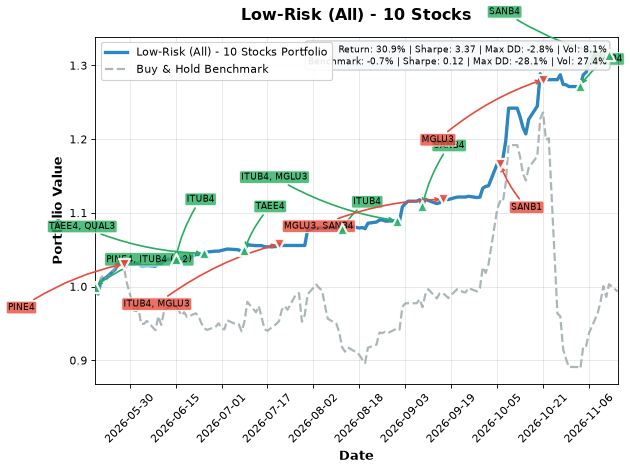 SANB4
Low-Risk (All) - 10 Stocks
Low-Risk (All) - 10 Stocks Portfolio
Buy & Hold Benchmark
Return: 30.9% | Sharpe: 3.37 | Max DD: -2.8% | Vol: 8.1%
Benchmark: -0.7% | Sharpe: 0.12 | Max DD: -28.1% | Vol: 27.4%
1.3
1.2
1.1
1.0
0.9
Portfolio Value
MGLU3
SANB4
ITUB4, MGLU3
ITUB4
TAEE4
ITUB4
SANB1
MGLU3, SANB4
TAEE4, QUAL3
ITUB4, MGLU3
PINE4
2026-05-30
2026-06-15
2026-07-01
2026-07-17
2026-08-02
2026-08-18
2026-09-03
2026-09-19
2026-10-05
2026-10-21
2026-11-06
Date